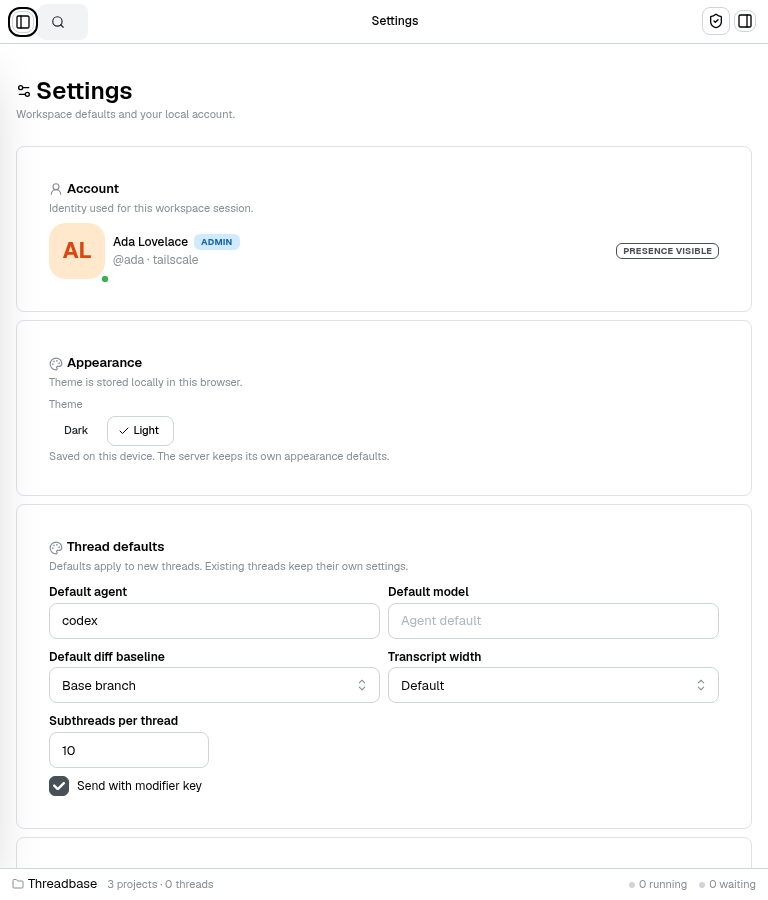 Settings
Settings
Workspace defaults and your local account.
Account
Identity used for this workspace session.
AL
Ada Lovelace ADMIN
@ada · tailscale
PRESENCE VISIBLE
Appearance
Theme is stored locally in this browser.
Theme
Dark Light
Saved on this device. The server keeps its own appearance defaults.
Thread defaults
Defaults apply to new threads. Existing threads keep their own settings.
Default agent Default model
codex Agent default
Default diff baseline Transcript width
Base branch Default
Subthreads per thread
10
Send with modifier key
Threadbase 3 projects · 0 threads 0 running 0 waiting